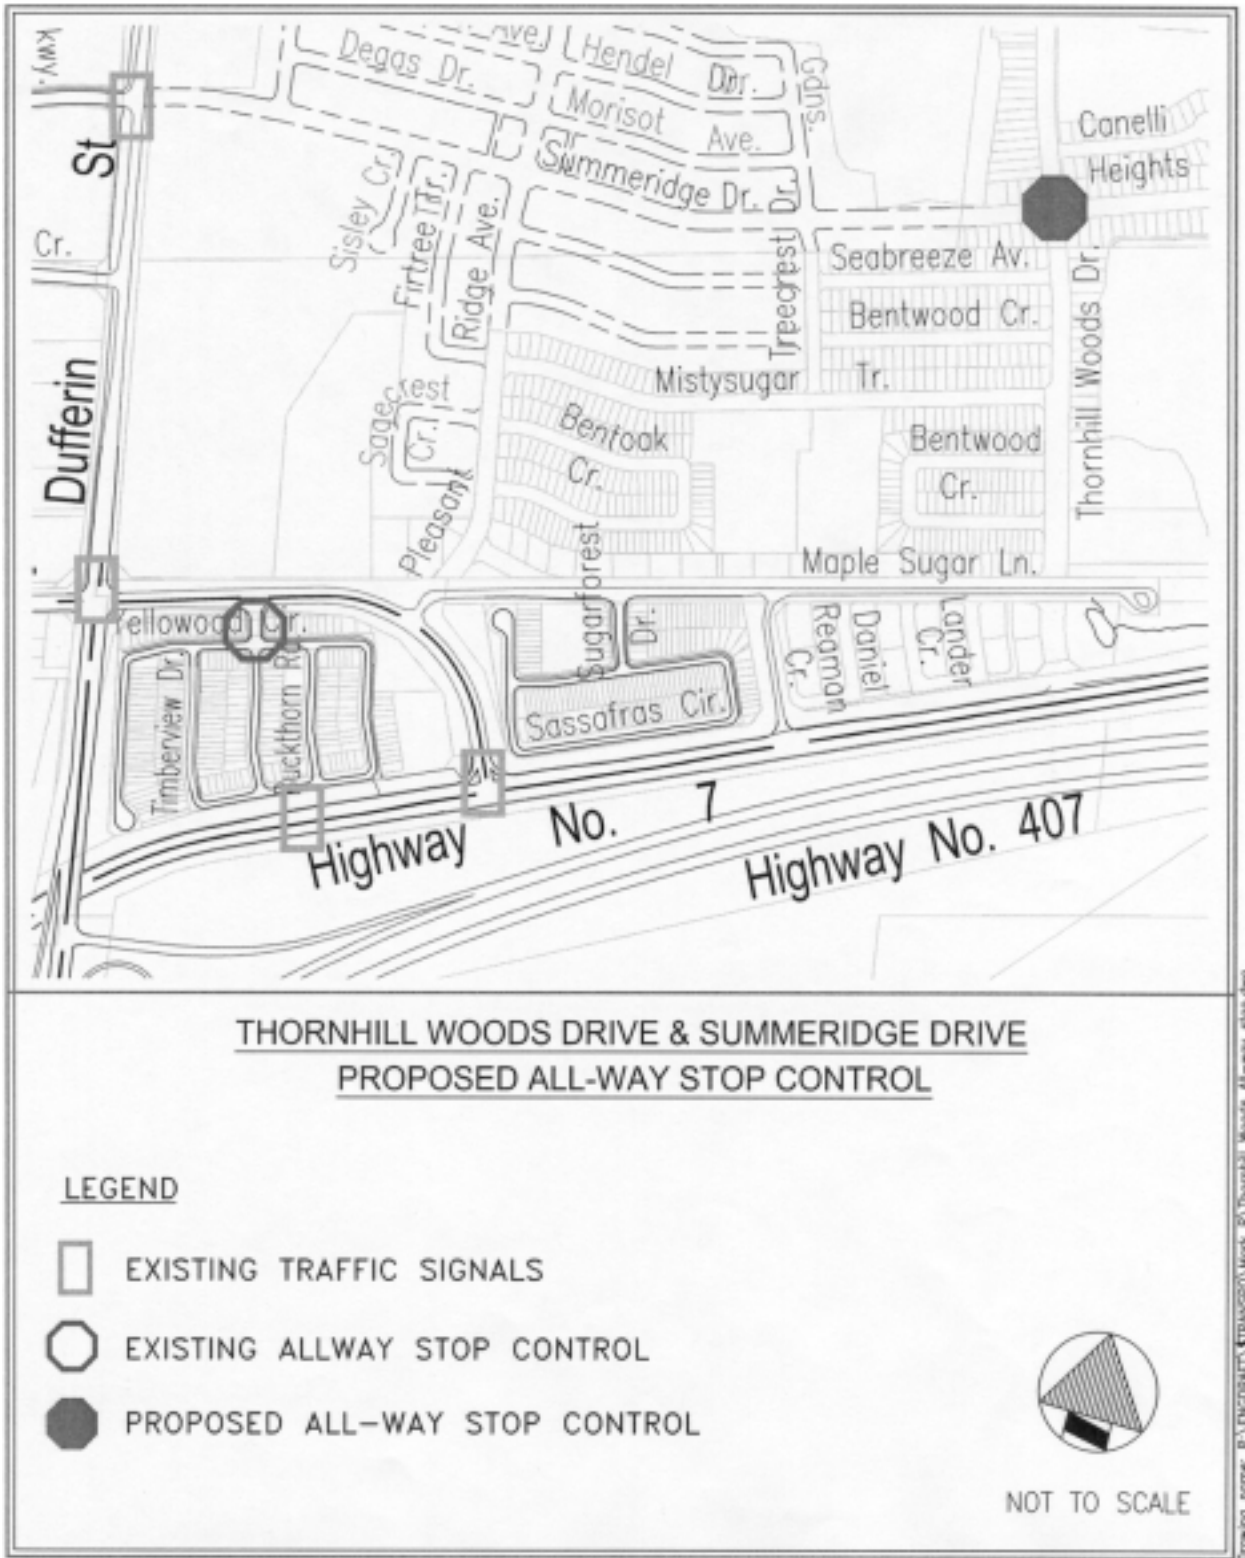 Kwy.
Ave.
Hendel Dr.
Gdns.
Degas Dr.
Morisot Ave.
Canelli
Heights
Dufferin St
Summeridge Dr.
Sisley Cr.
Firtree Tr.
Ridge Ave.
Treecrest Dr.
Cr.
Seabreeze Av.
Bentwood Cr.
Thornhill Woods Dr.
Mistysugar Tr.
Sagecrest
Cr.
Bentoak
Cr.
Bentwood
Cr.
Pleasant
Maple Sugar Ln.
Sugarforest Dr.
Yellowood Cir.
Timberview Dr.
Sassafras Cir.
Reaman Cr.
Daniel
Lander Cr.
Highway No. 7
Highway No. 407
THORNHILL WOODS DRIVE & SUMMERIDGE DRIVE
PROPOSED ALL-WAY STOP CONTROL
LEGEND
EXISTING TRAFFIC SIGNALS
EXISTING ALLWAY STOP CONTROL
PROPOSED ALL-WAY STOP CONTROL
NOT TO SCALE